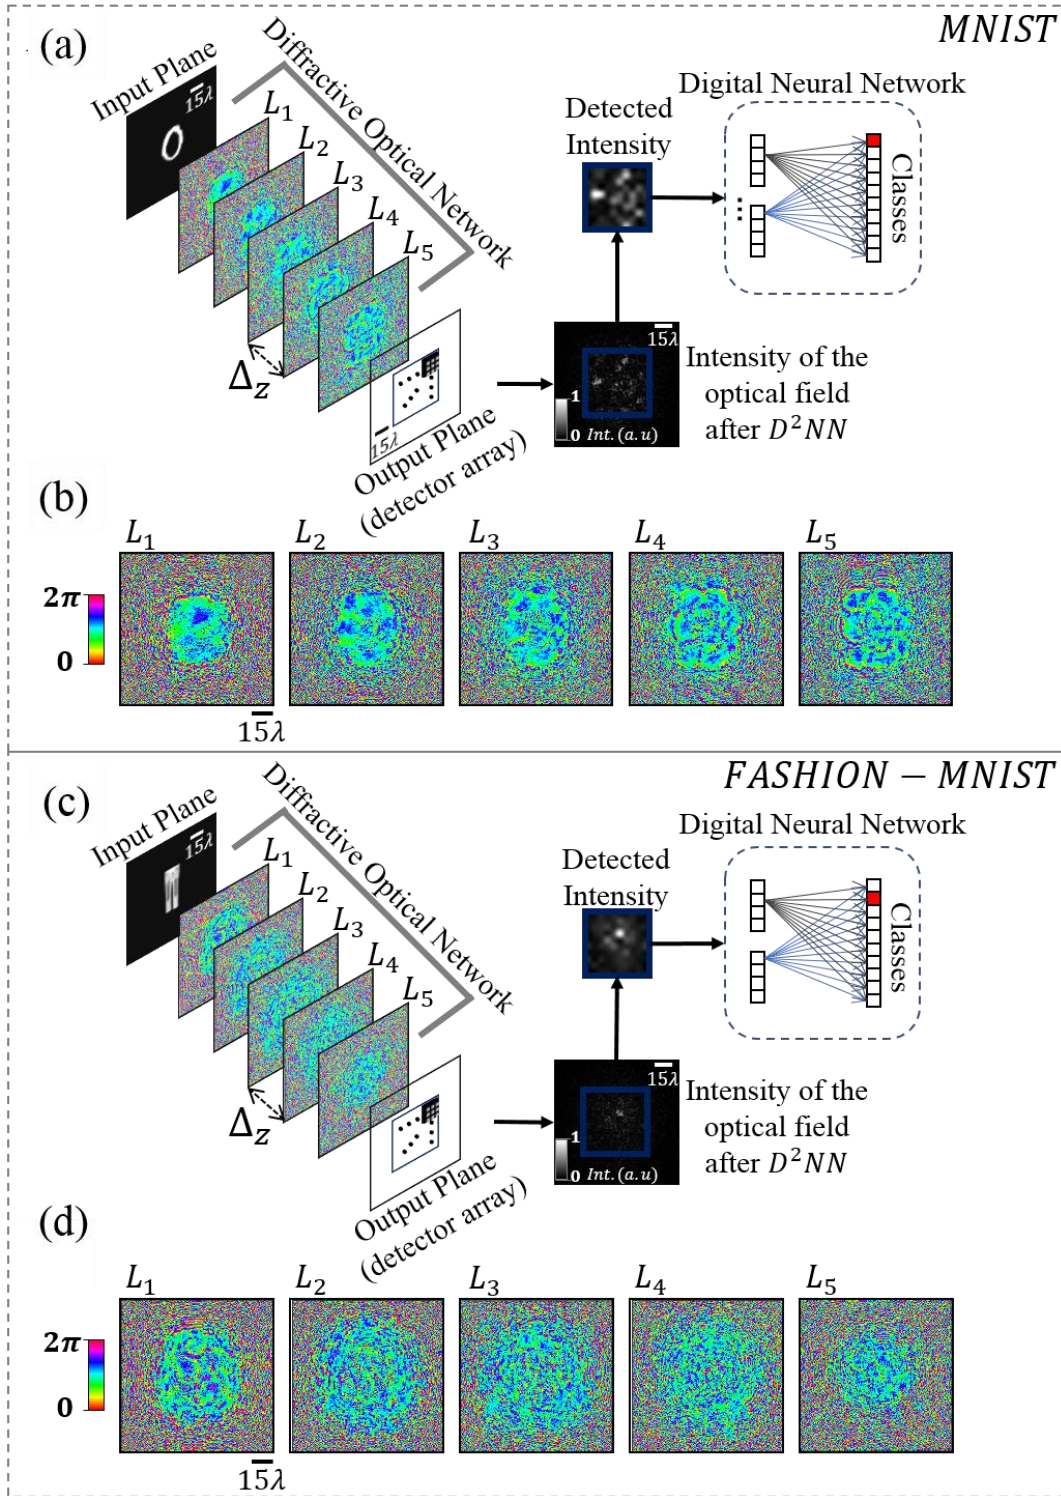 (a)
MNIST
Input Plane
15λ
Diffractive Optical Network
L₁
L₂
L₃
L₄
L₅
Δz
15λ
Output Plane
(detector array)
Detected
Intensity
Digital Neural Network
Classes
15λ
1
0 Int.(a.u)
Intensity of the
optical field
after D²NN
(b)
L₁ L₂ L₃ L₄ L₅
2π
0
15λ
FASHION − MNIST
(c)
Input Plane
15λ
Diffractive Optical Network
L₁
L₂
L₃
L₄
L₅
Δz
Output Plane
(detector array)
Detected
Intensity
Digital Neural Network
Classes
15λ
1
0 Int.(a.u)
Intensity of the
optical field
after D²NN
(d)
L₁ L₂ L₃ L₄ L₅
2π
0
15λ